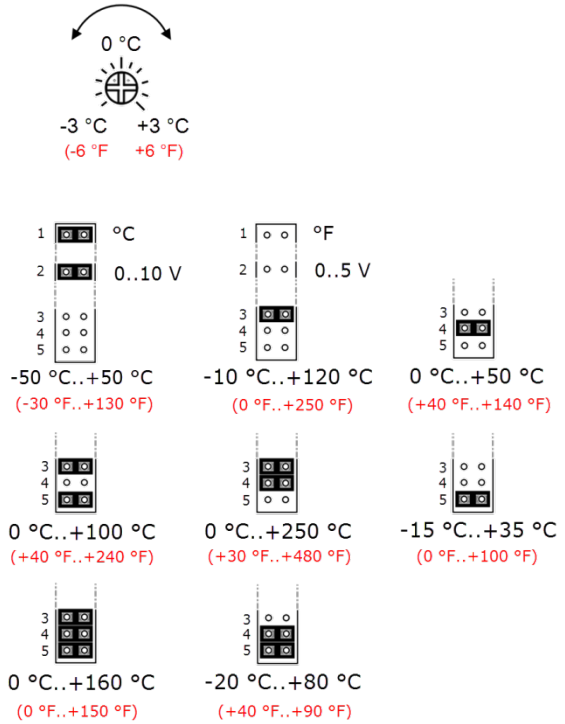 0 °C
-3 °C +3 °C
(-6 °F +6 °F)
1 °C 1 °F
2 0..10 V 2 0..5 V
3 3 3
4 4 4
5 5 5
-50 °C..+50 °C -10 °C..+120 °C 0 °C..+50 °C
(-30 °F..+130 °F) (0 °F..+250 °F) (+40 °F..+140 °F)
3 3 3
4 4 4
5 5 5
0 °C..+100 °C 0 °C..+250 °C -15 °C..+35 °C
(+40 °F..+240 °F) (+30 °F..+480 °F) (0 °F..+100 °F)
3 3
4 4
5 5
0 °C..+160 °C -20 °C..+80 °C
(0 °F..+150 °F) (+40 °F..+90 °F)